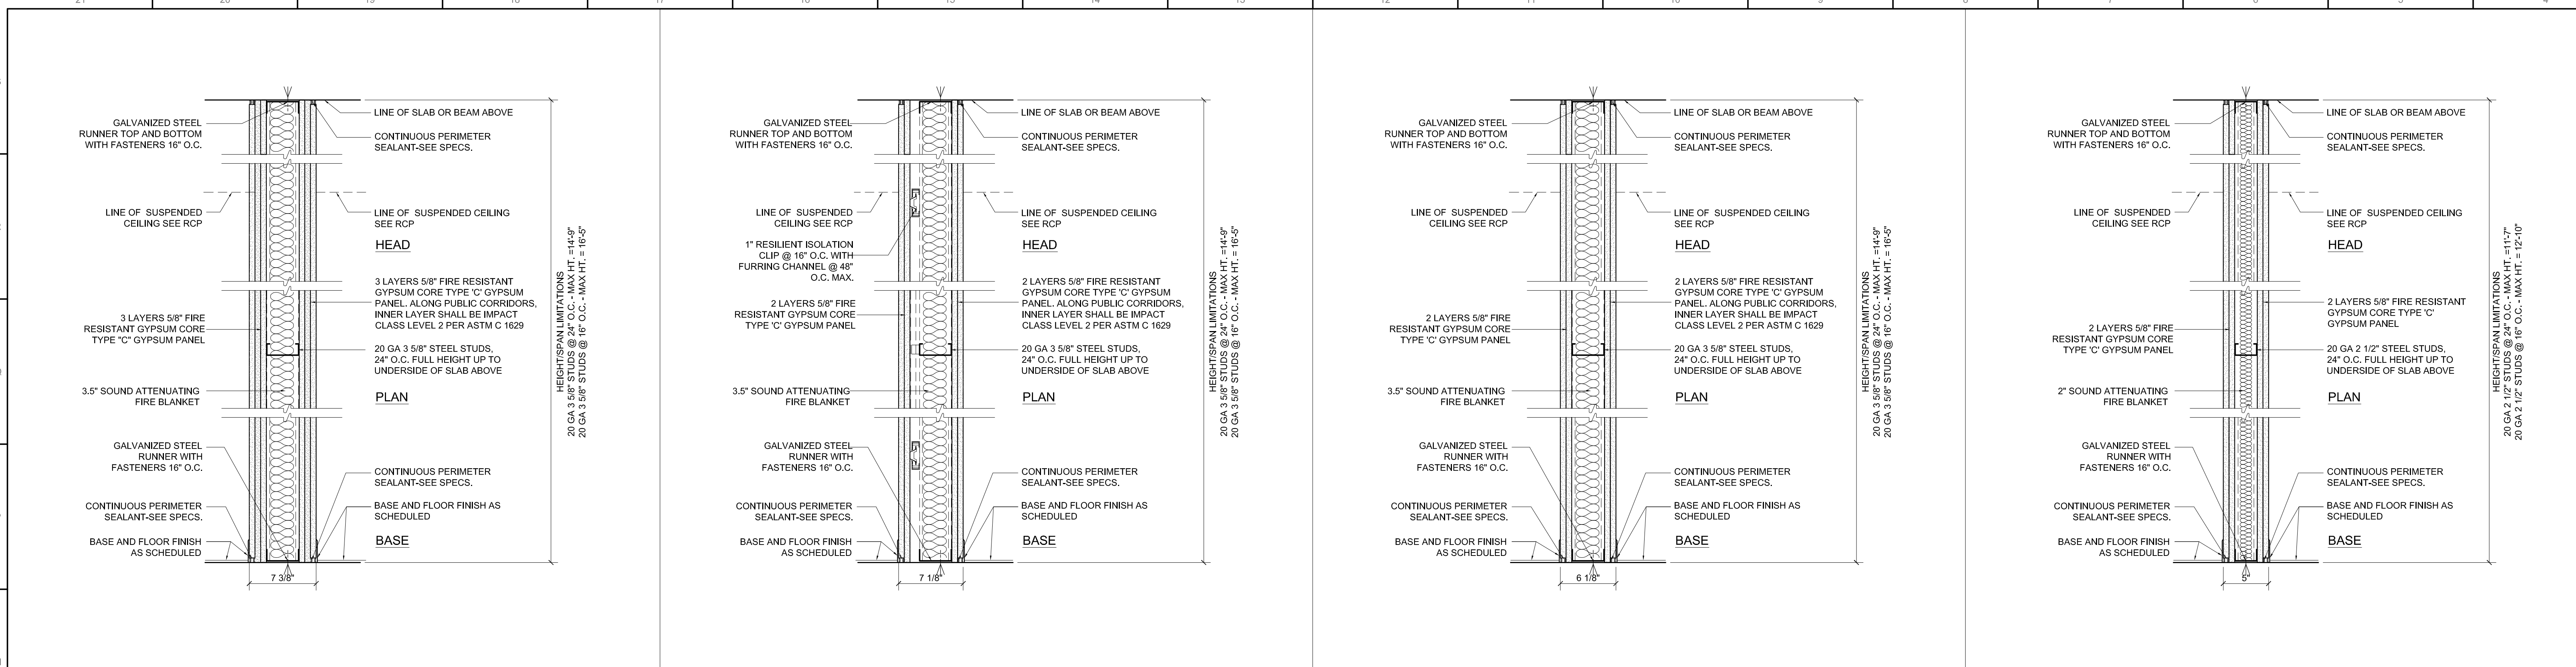 GALVANIZED STEEL
RUNNER TOP AND BOTTOM
WITH FASTENERS 16" O.C.
LINE OF  SUSPENDED
CEILING SEE RCP
3 LAYERS 5/8" FIRE
RESISTANT GYPSUM CORE
TYPE "C" GYPSUM PANEL
3.5" SOUND ATTENUATING
FIRE BLANKET
GALVANIZED STEEL
RUNNER WITH
FASTENERS 16" O.C.
CONTINUOUS PERIMETER
SEALANT-SEE SPECS.
BASE AND FLOOR FINISH
AS SCHEDULED
7 3/8"
LINE OF SLAB OR BEAM ABOVE
CONTINUOUS PERIMETER
SEALANT-SEE SPECS.
LINE OF  SUSPENDED CEILING
SEE RCP
HEAD
3 LAYERS 5/8" FIRE RESISTANT
GYPSUM CORE TYPE 'C' GYPSUM
PANEL. ALONG PUBLIC CORRIDORS,
INNER LAYER SHALL BE IMPACT
CLASS LEVEL 2 PER ASTM C 1629
20 GA 3 5/8" STEEL STUDS,
24" O.C. FULL HEIGHT UP TO
UNDERSIDE OF SLAB ABOVE
PLAN
CONTINUOUS PERIMETER
SEALANT-SEE SPECS.
BASE AND FLOOR FINISH AS
SCHEDULED
BASE
HEIGHT/SPAN LIMITATIONS
20 GA 3 5/8" STUDS @ 24" O.C. - MAX HT. =14'-9"
20 GA 3 5/8" STUDS @ 16" O.C. - MAX HT. = 16'-5"
GALVANIZED STEEL
RUNNER TOP AND BOTTOM
WITH FASTENERS 16" O.C.
LINE OF  SUSPENDED
CEILING SEE RCP
1" RESILIENT ISOLATION
CLIP @ 16" O.C. WITH
FURRING CHANNEL @ 48"
O.C. MAX.
2 LAYERS 5/8" FIRE
RESISTANT GYPSUM CORE
TYPE 'C' GYPSUM PANEL
3.5" SOUND ATTENUATING
FIRE BLANKET
GALVANIZED STEEL
RUNNER WITH
FASTENERS 16" O.C.
CONTINUOUS PERIMETER
SEALANT-SEE SPECS.
BASE AND FLOOR FINISH
AS SCHEDULED
7 1/8"
LINE OF SLAB OR BEAM ABOVE
CONTINUOUS PERIMETER
SEALANT-SEE SPECS.
LINE OF  SUSPENDED CEILING
SEE RCP
HEAD
2 LAYERS 5/8" FIRE RESISTANT
GYPSUM CORE TYPE 'C' GYPSUM
PANEL. ALONG PUBLIC CORRIDORS,
INNER LAYER SHALL BE IMPACT
CLASS LEVEL 2 PER ASTM C 1629
20 GA 3 5/8" STEEL STUDS,
24" O.C. FULL HEIGHT UP TO
UNDERSIDE OF SLAB ABOVE
PLAN
CONTINUOUS PERIMETER
SEALANT-SEE SPECS.
BASE AND FLOOR FINISH AS
SCHEDULED
BASE
HEIGHT/SPAN LIMITATIONS
20 GA 3 5/8" STUDS @ 24" O.C. - MAX HT. =14'-9"
20 GA 3 5/8" STUDS @ 16" O.C. - MAX HT. = 16'-5"
GALVANIZED STEEL
RUNNER TOP AND BOTTOM
WITH FASTENERS 16" O.C.
LINE OF  SUSPENDED
CEILING SEE RCP
2 LAYERS 5/8" FIRE
RESISTANT GYPSUM CORE
TYPE 'C' GYPSUM PANEL
3.5" SOUND ATTENUATING
FIRE BLANKET
GALVANIZED STEEL
RUNNER WITH
FASTENERS 16" O.C.
CONTINUOUS PERIMETER
SEALANT-SEE SPECS.
BASE AND FLOOR FINISH
AS SCHEDULED
6 1/8"
LINE OF SLAB OR BEAM ABOVE
CONTINUOUS PERIMETER
SEALANT-SEE SPECS.
LINE OF  SUSPENDED CEILING
SEE RCP
HEAD
2 LAYERS 5/8" FIRE RESISTANT
GYPSUM CORE TYPE 'C' GYPSUM
PANEL. ALONG PUBLIC CORRIDORS,
INNER LAYER SHALL BE IMPACT
CLASS LEVEL 2 PER ASTM C 1629
20 GA 3 5/8" STEEL STUDS,
24" O.C. FULL HEIGHT UP TO
UNDERSIDE OF SLAB ABOVE
PLAN
CONTINUOUS PERIMETER
SEALANT-SEE SPECS.
BASE AND FLOOR FINISH AS
SCHEDULED
BASE
HEIGHT/SPAN LIMITATIONS
20 GA 3 5/8" STUDS @ 24" O.C. - MAX HT. =14'-9"
20 GA 3 5/8" STUDS @ 16" O.C. - MAX HT. = 16'-5"
GALVANIZED STEEL
RUNNER TOP AND BOTTOM
WITH FASTENERS 16" O.C.
LINE OF  SUSPENDED
CEILING SEE RCP
2 LAYERS 5/8" FIRE
RESISTANT GYPSUM CORE
TYPE 'C' GYPSUM PANEL
2" SOUND ATTENUATING
FIRE BLANKET
GALVANIZED STEEL
RUNNER WITH
FASTENERS 16" O.C.
CONTINUOUS PERIMETER
SEALANT-SEE SPECS.
BASE AND FLOOR FINISH
AS SCHEDULED
5"
LINE OF SLAB OR BEAM ABOVE
CONTINUOUS PERIMETER
SEALANT-SEE SPECS.
LINE OF  SUSPENDED CEILING
SEE RCP
HEAD
2 LAYERS 5/8" FIRE RESISTANT
GYPSUM CORE TYPE 'C'
GYPSUM PANEL
20 GA 2 1/2" STEEL STUDS,
24" O.C. FULL HEIGHT UP TO
UNDERSIDE OF SLAB ABOVE
PLAN
CONTINUOUS PERIMETER
SEALANT-SEE SPECS.
BASE AND FLOOR FINISH AS
SCHEDULED
BASE
HEIGHT/SPAN LIMITATIONS
20 GA 2 1/2" STUDS @ 24" O.C. - MAX HT. =11'-7"
20 GA 2 1/2" STUDS @ 16" O.C. - MAX HT. = 12'-10"